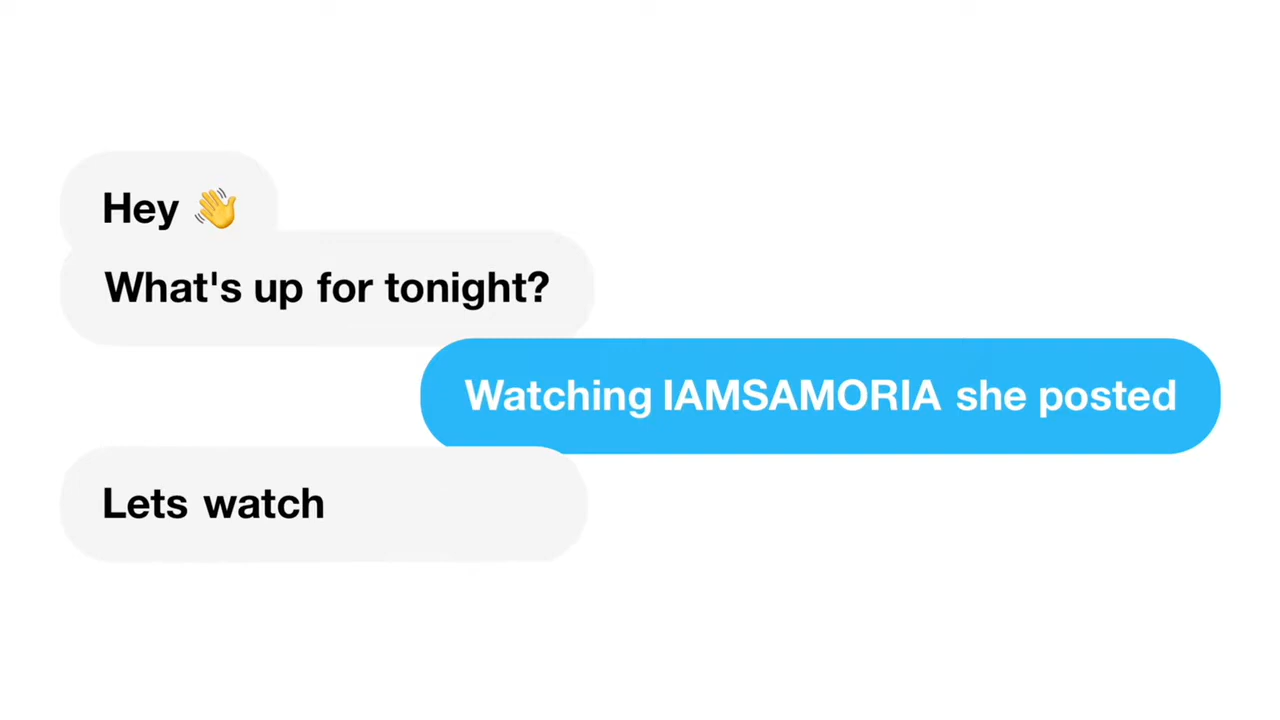 Hey 👋
What's up for tonight?
Watching IAMSAMORIA she posted
Lets watch